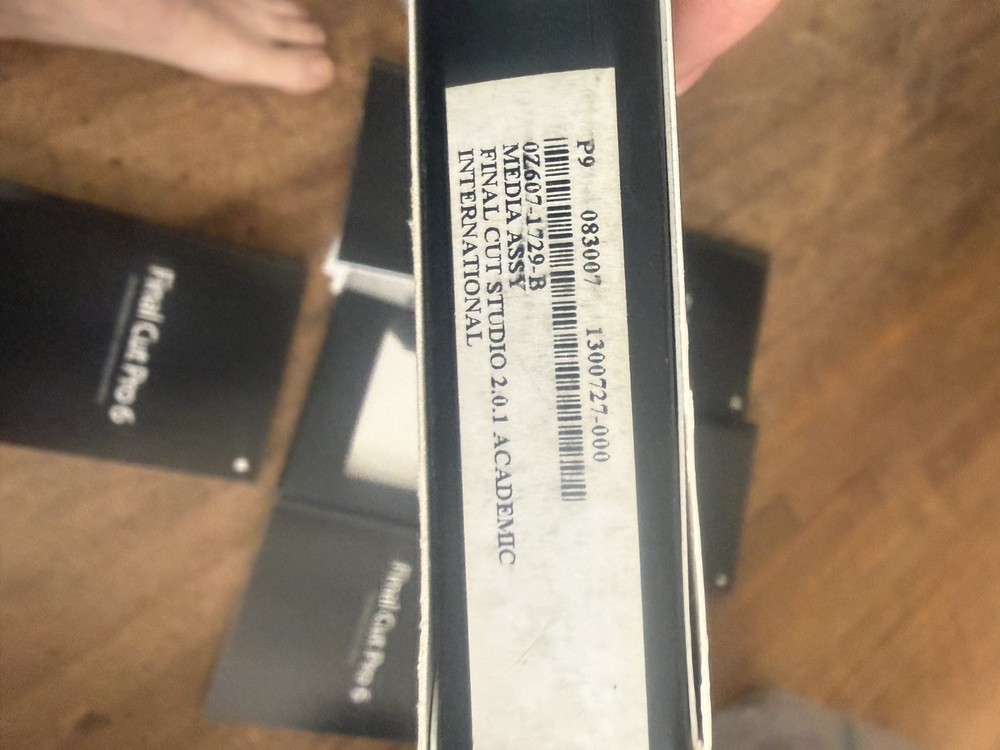 P9 083007 1300727-000
0Z607-1729-B
MEDIA ASSY
FINAL CUT STUDIO 2.0.1 ACADEMIC
INTERNATIONAL
Final Cut Pro 6
Final Cut Pro 6